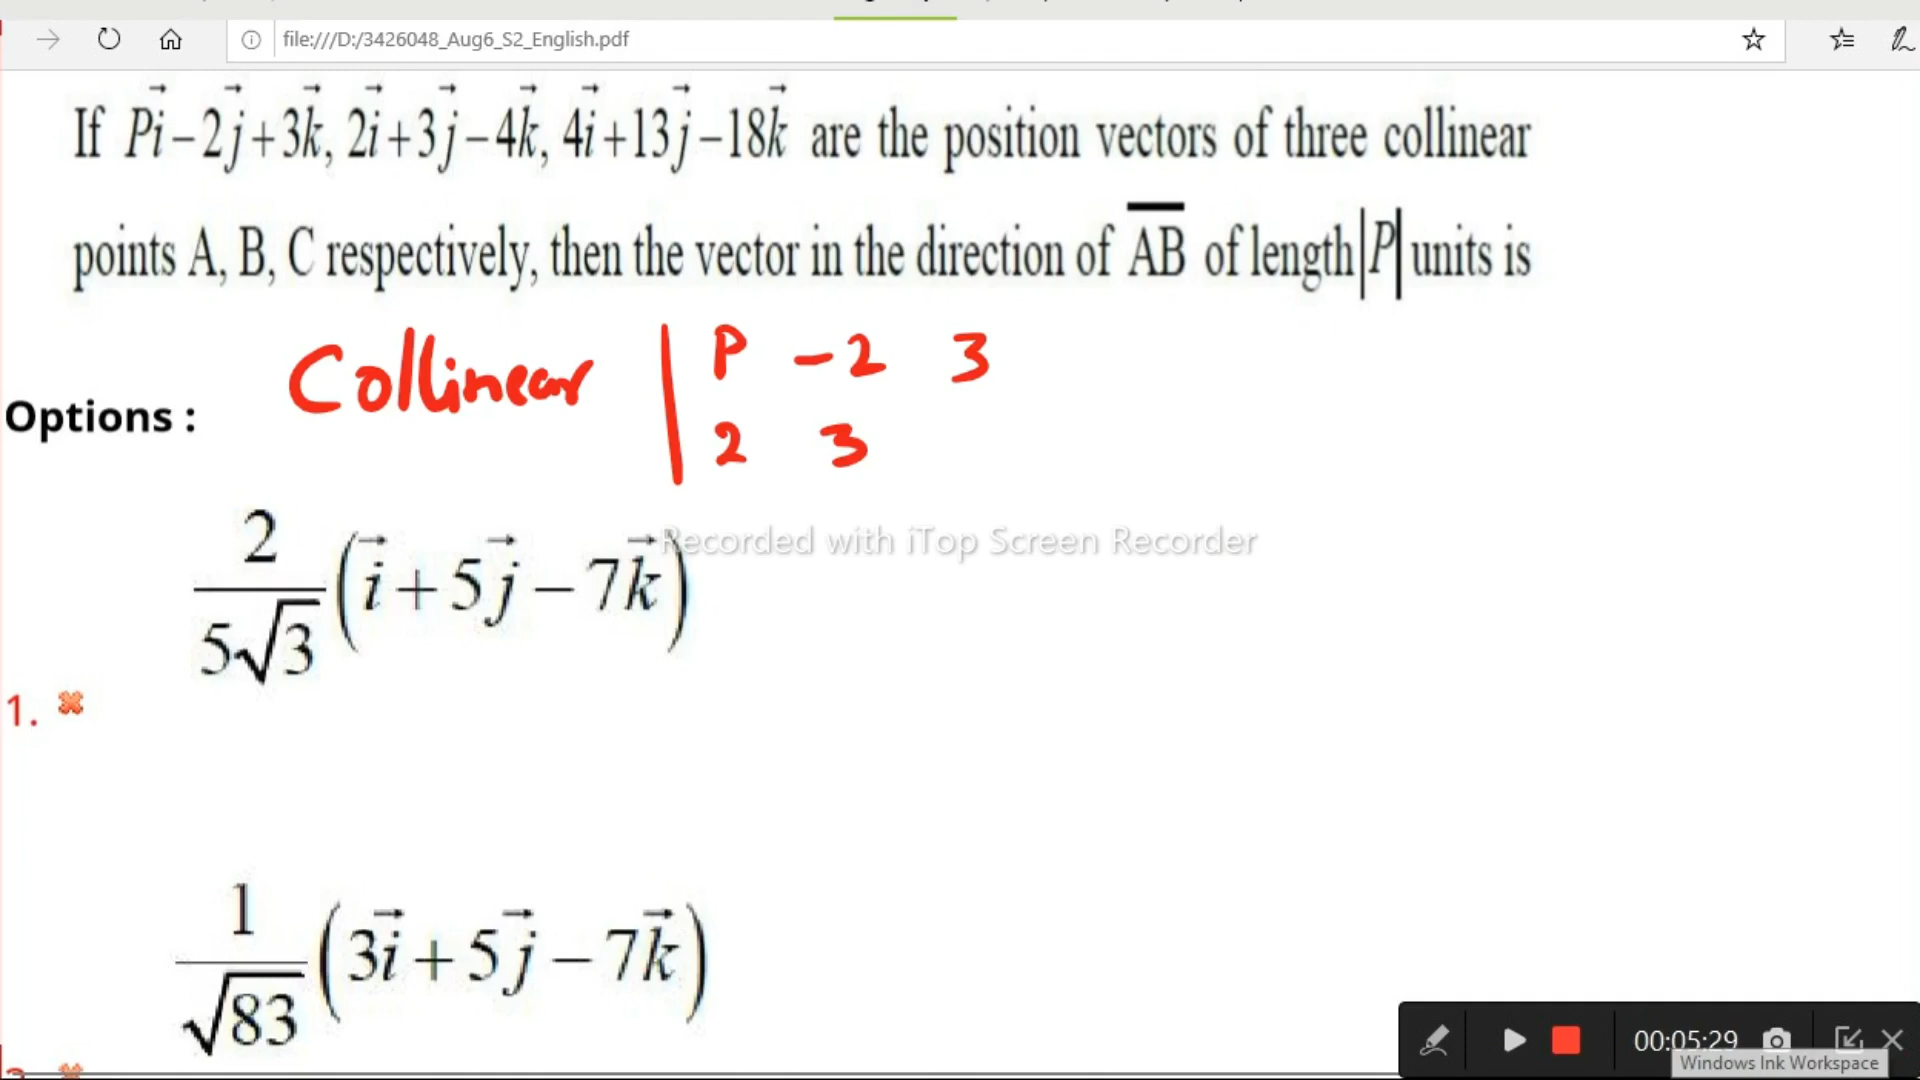 file:///D:/3426048_Aug6_S2_English.pdf
If Pi⃗ − 2j⃗ + 3k⃗, 2i⃗ + 3j⃗ − 4k⃗, 4i⃗ + 13j⃗ − 18k⃗ are the position vectors of three collinear
points A, B, C respectively, then the vector in the direction of A̅B̅ of length |P| units is
Collinear | P −2 3
2 3
Options :
Recorded with iTop Screen Recorder
2/(5√3) (i⃗ + 5j⃗ − 7k⃗)
1.
1/√83 (3i⃗ + 5j⃗ − 7k⃗)
00:05:29
Windows Ink Workspace